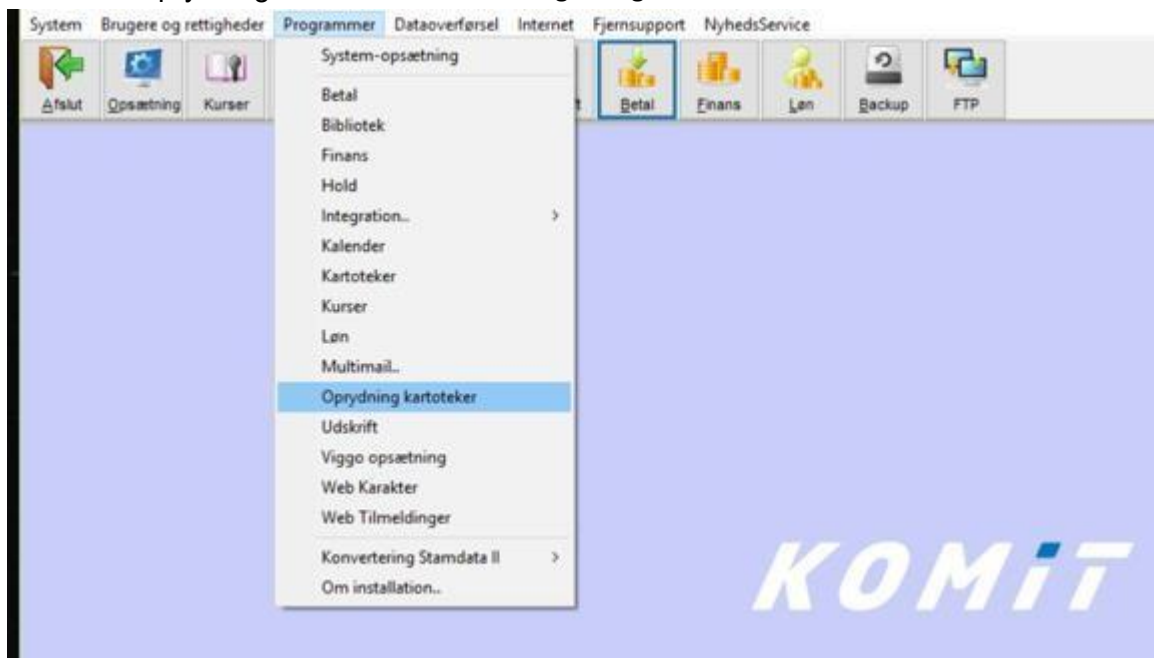 System Brugere og rettigheder Programmer Dataoverførsel Internet Fjernsupport NyhedsService
Afslut Opsætning Kurser Betal Finans Løn Backup FTP
System-opsætning
Betal
Bibliotek
Finans
Hold
Integration..
Kalender
Kartoteker
Kurser
Løn
Multimail..
Oprydning kartoteker
Udskrift
Viggo opsætning
Web Karakter
Web Tilmeldinger
Konvertering Stamdata II
Om installation..
KOMiT